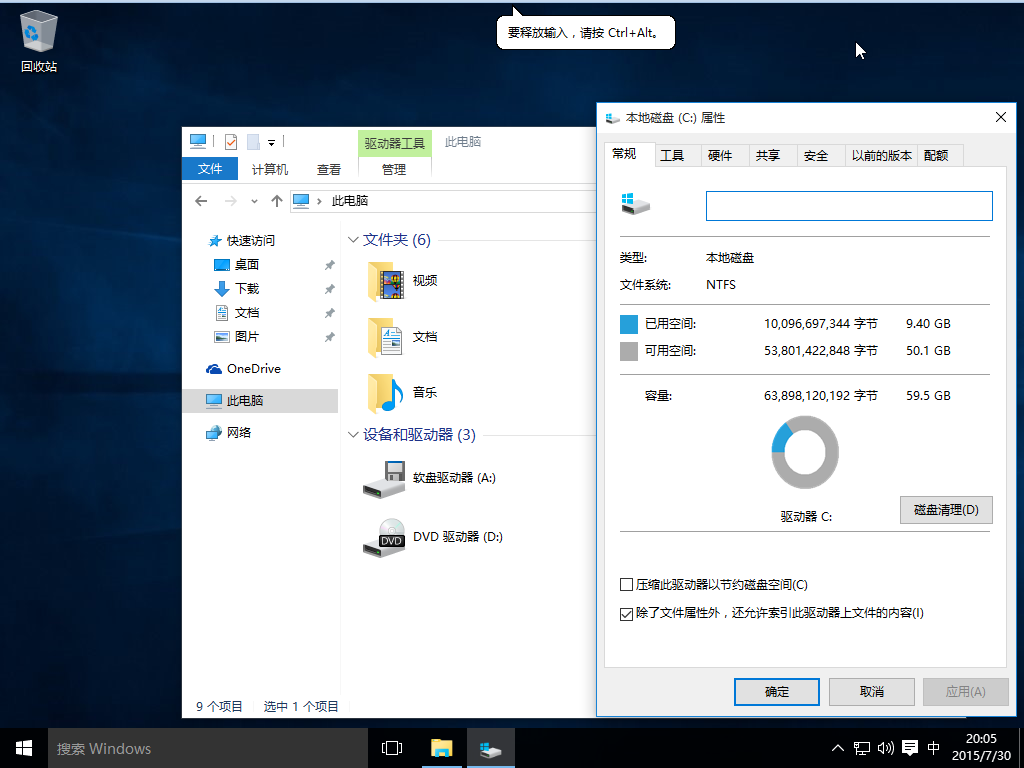 要释放输入，请按 Ctrl+Alt。
回收站
驱动器工具
此电脑
文件
计算机
查看
管理
此电脑
快速访问
桌面
下载
文档
图片
OneDrive
此电脑
网络
文件夹 (6)
视频
文档
音乐
设备和驱动器 (3)
软盘驱动器 (A:)
DVD
DVD 驱动器 (D:)
9 个项目 选中 1 个项目
本地磁盘 (C:) 属性
常规 工具 硬件 共享 安全 以前的版本 配额
类型: 本地磁盘
文件系统: NTFS
已用空间: 10,096,697,344 字节 9.40 GB
可用空间: 53,801,422,848 字节 50.1 GB
容量: 63,898,120,192 字节 59.5 GB
驱动器 C:
磁盘清理(D)
压缩此驱动器以节约磁盘空间(C)
除了文件属性外，还允许索引此驱动器上文件的内容(I)
确定 取消 应用(A)
搜索 Windows
中
20:05
2015/7/30